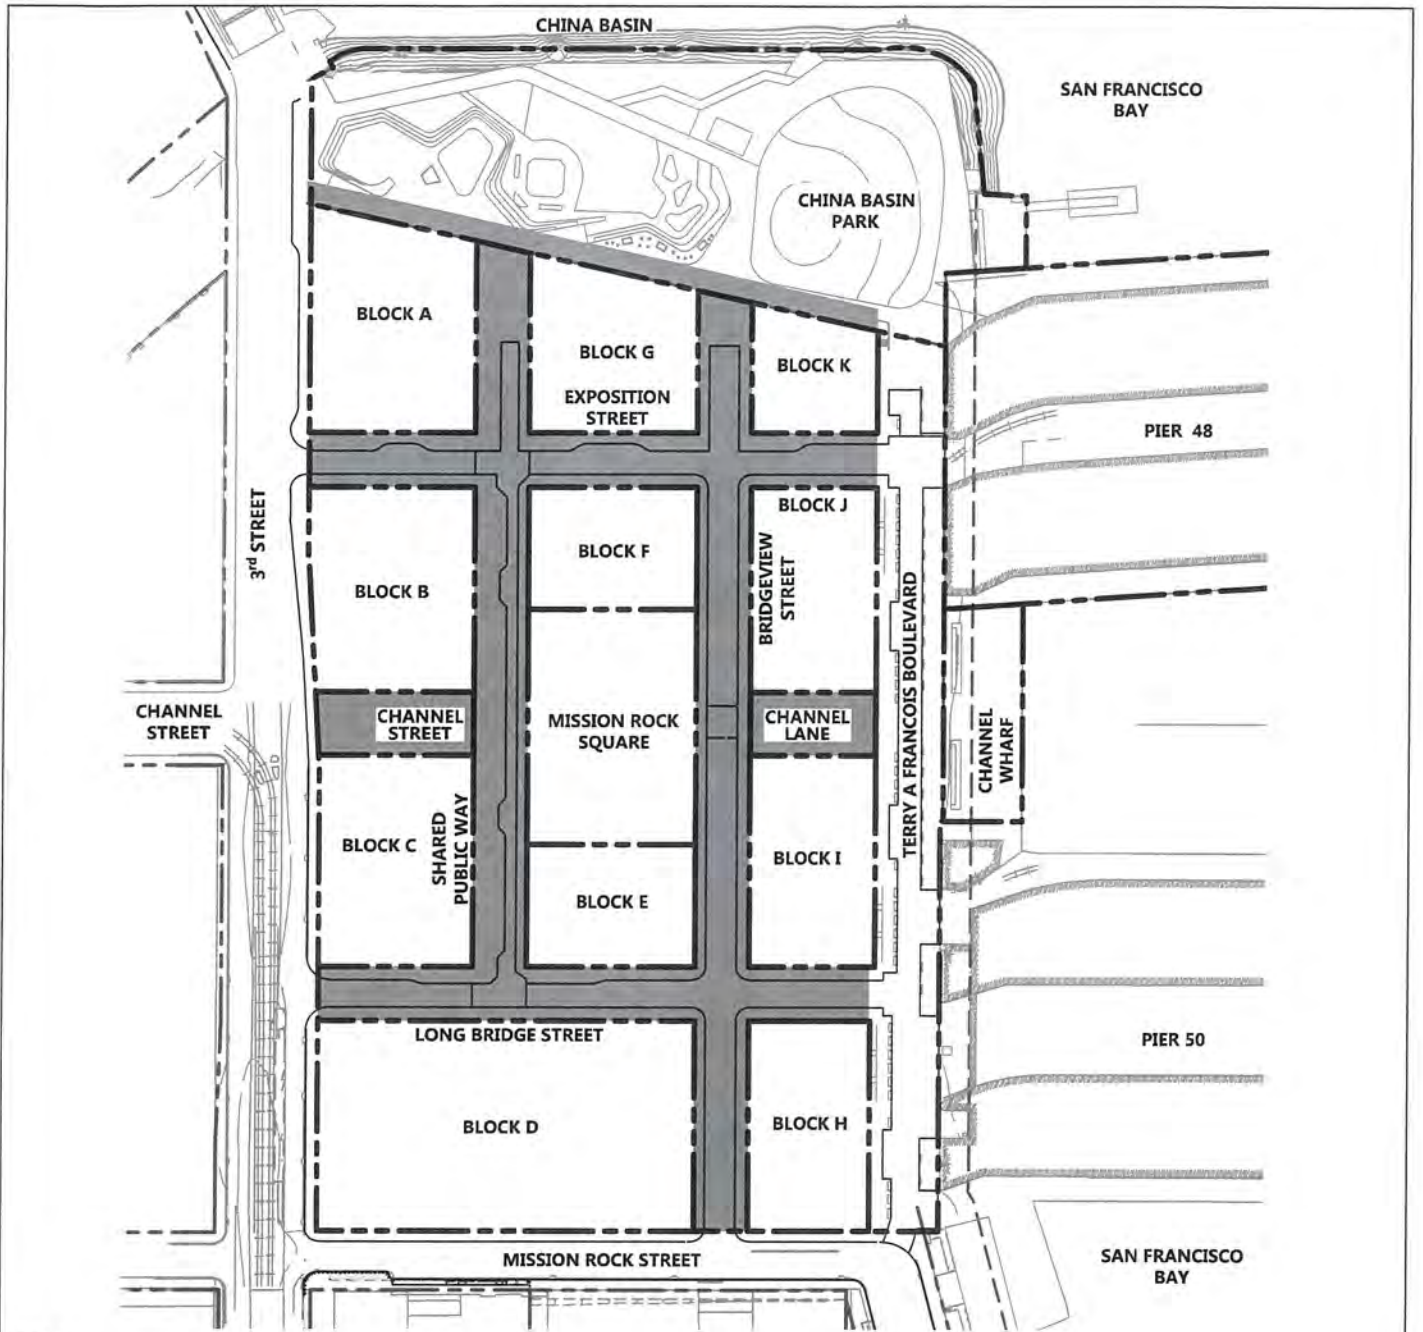 CHINA BASIN
SAN FRANCISCO
BAY
CHINA BASIN
PARK
BLOCK A
BLOCK G
BLOCK K
EXPOSITION
STREET
PIER 48
3rd STREET
BLOCK J
BLOCK F
BLOCK B
BRIDGEVIEW
STREET
TERRY A FRANCOIS BOULEVARD
CHANNEL
STREET
CHANNEL
STREET
MISSION ROCK
SQUARE
CHANNEL
LANE
CHANNEL
WHARF
BLOCK C
SHARED
PUBLIC WAY
BLOCK I
BLOCK E
LONG BRIDGE STREET
PIER 50
BLOCK D
BLOCK H
MISSION ROCK STREET
SAN FRANCISCO
BAY